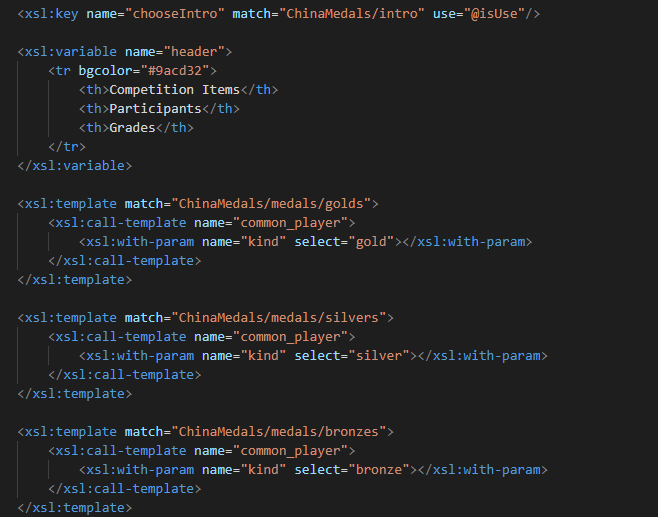 <xsl:key name="chooseIntro" match="ChinaMedals/intro" use="@isUse"/>
<xsl:variable name="header">
<tr bgcolor="#9acd32">
<th>Competition Items</th>
<th>Participants</th>
<th>Grades</th>
</tr>
</xsl:variable>
<xsl:template match="ChinaMedals/medals/golds">
<xsl:call-template name="common_player">
<xsl:with-param name="kind" select="gold"></xsl:with-param>
</xsl:call-template>
</xsl:template>
<xsl:template match="ChinaMedals/medals/silvers">
<xsl:call-template name="common_player">
<xsl:with-param name="kind" select="silver"></xsl:with-param>
</xsl:call-template>
</xsl:template>
<xsl:template match="ChinaMedals/medals/bronzes">
<xsl:call-template name="common_player">
<xsl:with-param name="kind" select="bronze"></xsl:with-param>
</xsl:call-template>
</xsl:template>